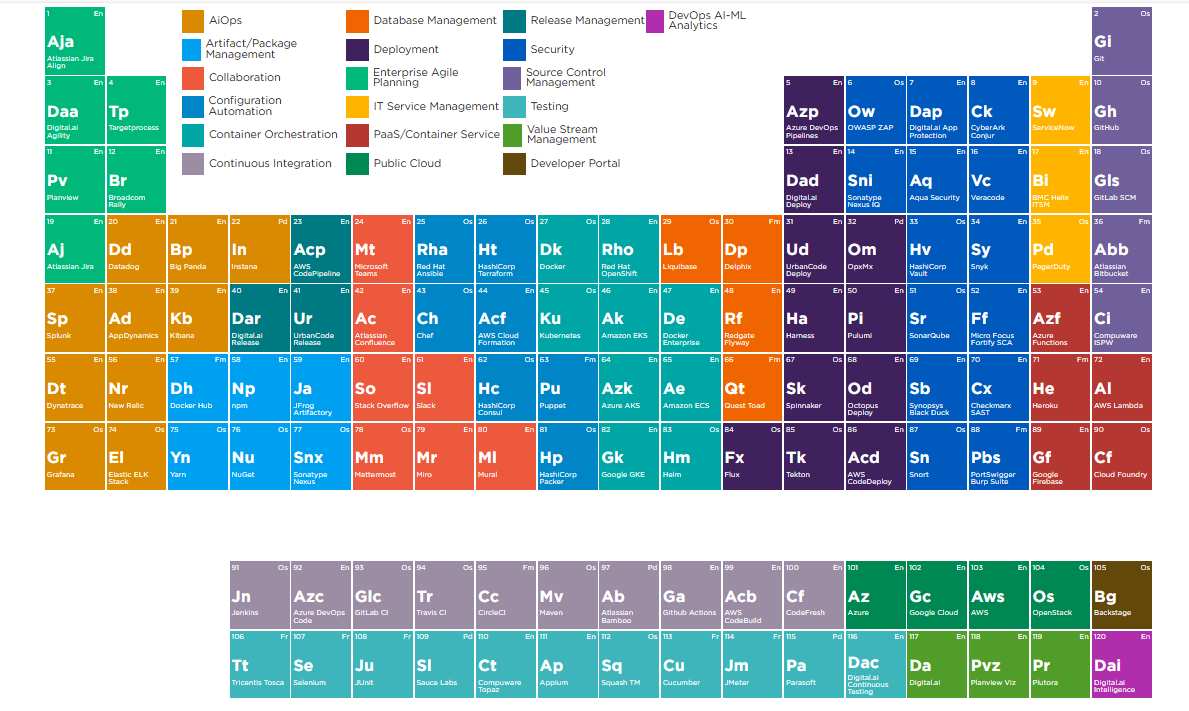 AiOps
Artifact/Package
Management
Collaboration
Configuration
Automation
Container Orchestration
Continuous Integration
Database Management
Deployment
Enterprise Agile
Planning
IT Service Management
PaaS/Container Service
Public Cloud
Release Management
Security
Source Control
Management
Testing
Value Stream
Management
Developer Portal
DevOps AI-ML
Analytics
1 En
Aja
Atlassian Jira
Align
2 Os
Gi
Git
3 En
Daa
Digital.ai
Agility
4 En
Tp
Targetprocess
5 En
Azp
Azure DevOps
Pipelines
6 Os
Ow
OWASP ZAP
7 En
Dap
Digital.ai App
Protection
8 En
Ck
CyberArk
Conjur
9 En
Sw
ServiceNow
10 En
Gh
GitHub
11 En
Pv
Planview
12 En
Br
Broadcom
Rally
13 En
Dad
Digital.ai
Deploy
14 En
Sni
Sonatype
Nexus IQ
15 En
Aq
Aqua Security
16 En
Vc
Veracode
17 En
Bi
BMC Helix
ITSM
18 Os
Gls
GitLab SCM
19 En
Aj
Atlassian Jira
20 En
Dd
Datadog
21 En
Bp
Big Panda
22 Pd
In
Instana
23 En
Acp
AWS
CodePipeline
24 En
Mt
Microsoft
Teams
25 Os
Rha
Red Hat
Ansible
26 Os
Ht
HashiCorp
Terraform
27 Os
Dk
Docker
28 En
Rho
Red Hat
OpenShift
29 Os
Lb
Liquibase
30 Fm
Dp
Delphix
31 En
Ud
UrbanCode
Deploy
32 Pd
Om
OpxMx
33 Os
Hv
HashiCorp
Vault
34 En
Sy
Snyk
35 Os
Pd
PagerDuty
36 Fm
Abb
Atlassian
Bitbucket
37 En
Sp
Splunk
38 En
Ad
AppDynamics
39 En
Kb
Kibana
40 En
Dar
Digital.ai
Release
41 En
Ur
UrbanCode
Release
42 En
Ac
Atlassian
Confluence
43 Os
Ch
Chef
44 En
Acf
AWS Cloud
Formation
45 Os
Ku
Kubernetes
46 En
Ak
Amazon EKS
47 En
De
Docker
Enterprise
48 En
Rf
Redgate
Flyway
49 En
Ha
Harness
50 En
Pi
Pulumi
51 Os
Sr
SonarQube
52 En
Ff
Micro Focus
Fortify SCA
53 En
Azf
Azure
Functions
54 En
Ci
Compuware
ISPW
55 En
Dt
Dynatrace
56 En
Nr
New Relic
57 Fm
Dh
Docker Hub
58 En
Np
npm
59 En
Ja
JFrog
Artifactory
60 En
So
Stack Overflow
61 En
Sl
Slack
62 Os
Hc
HashiCorp
Consul
63 Fm
Pu
Puppet
64 En
Azk
Azure AKS
65 En
Ae
Amazon ECS
66 Fm
Qt
Quest Toad
67 Os
Sk
Spinnaker
68 En
Od
Octopus
Deploy
69 En
Sb
Synopsys
Black Duck
70 En
Cx
Checkmarx
SAST
71 Fm
He
Heroku
72 En
Al
AWS Lambda
73 Os
Gr
Grafana
74 Os
El
Elastic ELK
Stack
75 Os
Yn
Yarn
76 Os
Nu
NuGet
77 Os
Snx
Sonatype
Nexus
78 Os
Mm
Mattermost
79 En
Mr
Miro
80 En
Ml
Mural
81 Os
Hp
HashiCorp
Packer
82 En
Gk
Google GKE
83 Os
Hm
Helm
84 Os
Fx
Flux
85 Os
Tk
Tekton
86 En
Acd
AWS
CodeDeploy
87 Os
Sn
Snort
88 Fm
Pbs
PortSwigger
Burp Suite
89 En
Gf
Google
Firebase
90 Os
Cf
Cloud Foundry
91 Os
Jn
Jenkins
92 En
Azc
Azure DevOps
Code
93 Os
Glc
GitLab CI
94 Os
Tr
Travis CI
95 Fm
Cc
CircleCI
96 Os
Mv
Maven
97 Pd
Ab
Atlassian
Bamboo
98 En
Ga
Github Actions
99 En
Acb
AWS
CodeBuild
100 En
Cf
CodeFresh
101 En
Az
Azure
102 En
Gc
Google Cloud
103 En
Aws
AWS
104 Os
Os
OpenStack
105 Os
Bg
Backstage
106 Fr
Tt
Tricentis Tosca
107 Fr
Se
Selenium
108 Fr
Ju
JUnit
109 Pd
Sl
Sauce Labs
110 En
Ct
Compuware
Topaz
111 En
Ap
Appium
112 Os
Sq
Squash TM
113 Fr
Cu
Cucumber
114 Fr
Jm
JMeter
115 Pd
Pa
Parasoft
116 En
Dac
Digital.ai
Continuous
Testing
117 En
Da
Digital.ai
118 En
Pvz
Planview Viz
119 En
Pr
Plutora
120 En
Dai
Digital.ai
Intelligence